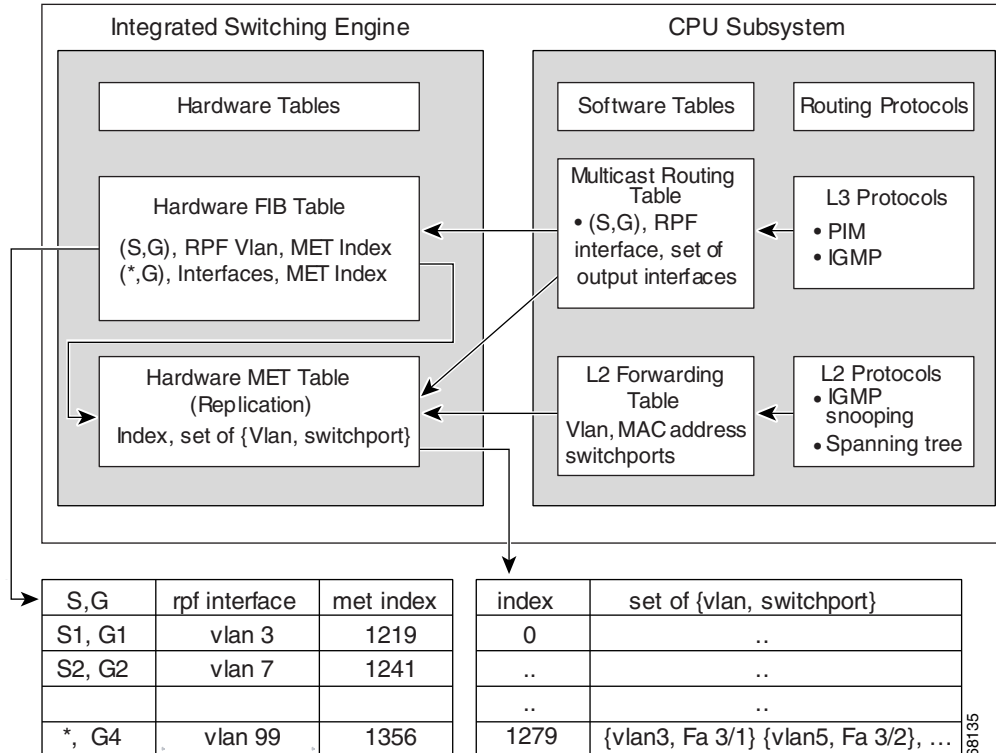 Integrated Switching Engine
CPU Subsystem
Hardware Tables
Software Tables
Routing Protocols
Hardware FIB Table
(S,G), RPF Vlan, MET Index
(*,G), Interfaces, MET Index
Multicast Routing
Table
• (S,G), RPF
interface, set of
output interfaces
L3 Protocols
• PIM
• IGMP
Hardware MET Table
(Replication)
Index, set of {Vlan, switchport}
L2 Forwarding
Table
Vlan, MAC address
switchports
L2 Protocols
• IGMP
snooping
• Spanning tree
S,G rpf interface met index
S1, G1 vlan 3 1219
S2, G2 vlan 7 1241
*, G4 vlan 99 1356
index set of {vlan, switchport}
0 ..
.. ..
.. ..
1279 {vlan3, Fa 3/1} {vlan5, Fa 3/2}, ...
68135